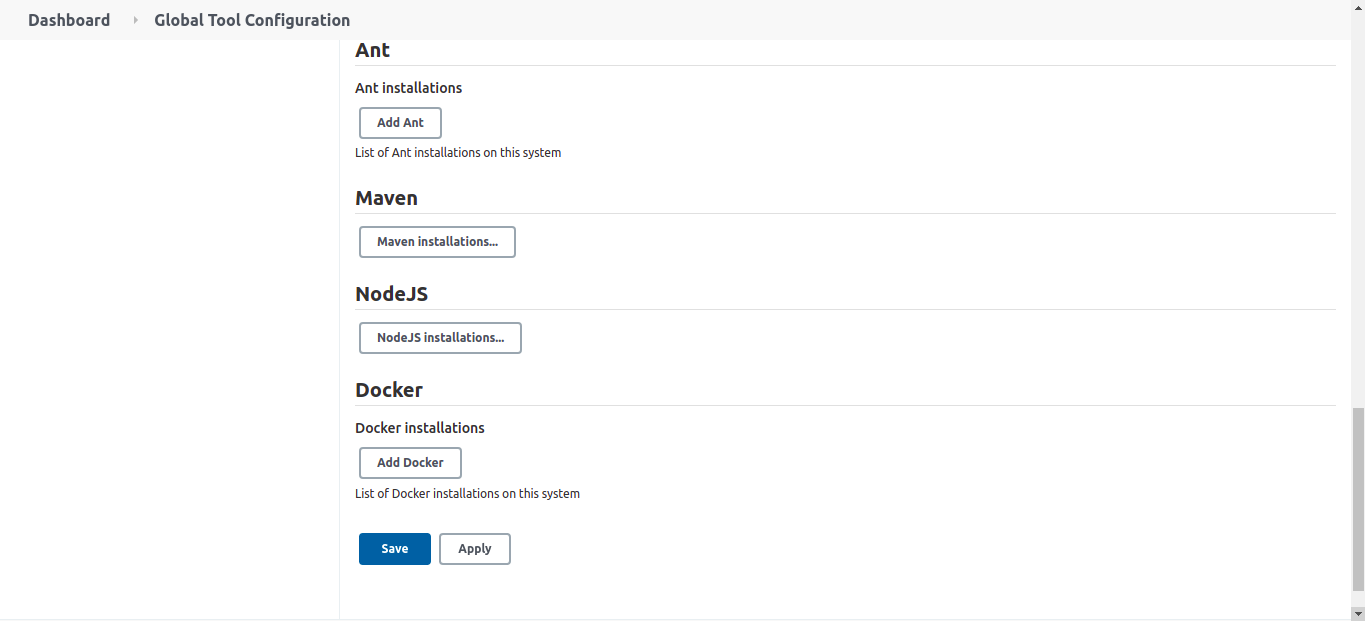 Dashboard Global Tool Configuration
Ant
Ant installations
Add Ant
List of Ant installations on this system
Maven
Maven installations...
NodeJS
NodeJS installations...
Docker
Docker installations
Add Docker
List of Docker installations on this system
Save Apply